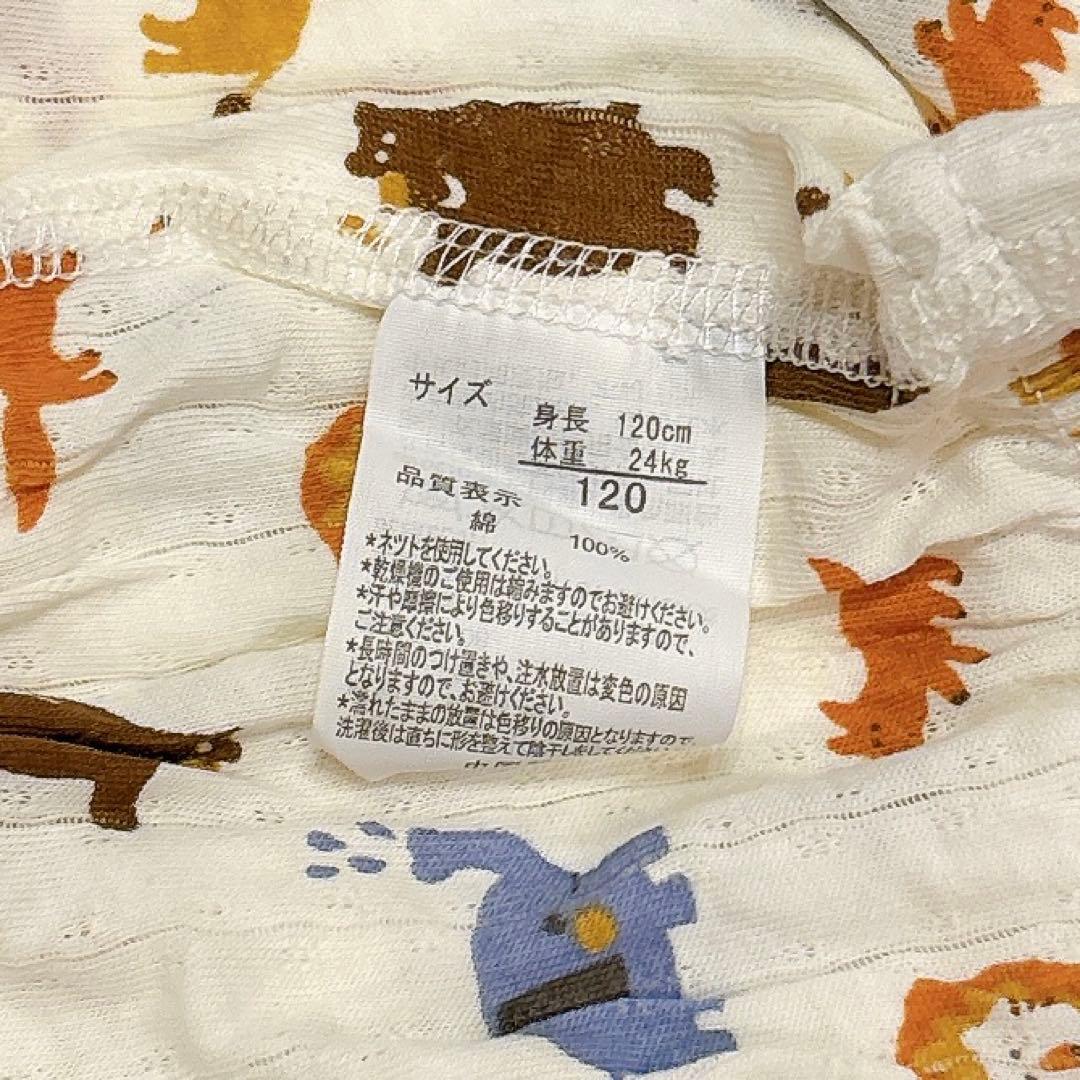 サイズ
身長 120cm
体重 24kg
120
品質表示
綿 100%
*ネットを使用してください。
*乾燥機のご使用は縮みますのでお避けください。
*汗や摩擦により色移りすることがありますので、
ご注意ください。
*長時間のつけ置きや、注水放置は変色の原因
となりますので、お避けください。
*濡れたままの放置は色移りの原因となりますので
洗濯後は直ちに形を整えて陰干しをしてください